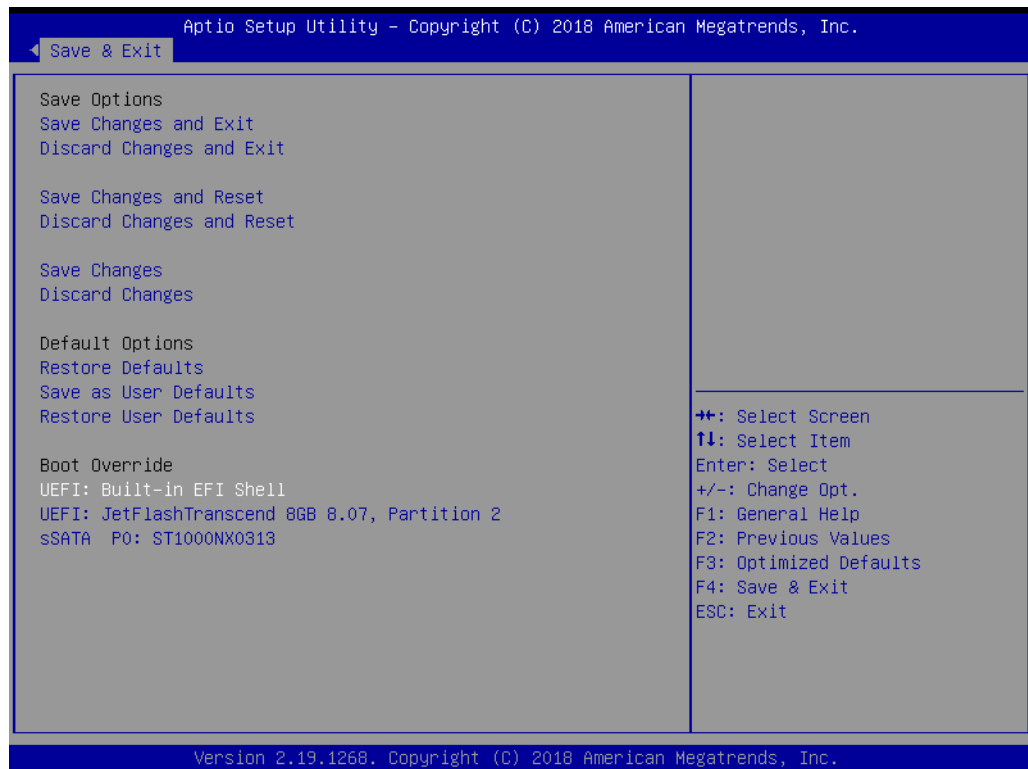 Aptio Setup Utility – Copyright (C) 2018 American Megatrends, Inc.
Save & Exit
Save Options
Save Changes and Exit
Discard Changes and Exit
Save Changes and Reset
Discard Changes and Reset
Save Changes
Discard Changes
Default Options
Restore Defaults
Save as User Defaults
Restore User Defaults
Boot Override
UEFI: Built-in EFI Shell
UEFI: JetFlashTranscend 8GB 8.07, Partition 2
sSATA  P0: ST1000NX0313
→←: Select Screen
↑↓: Select Item
Enter: Select
+/-: Change Opt.
F1: General Help
F2: Previous Values
F3: Optimized Defaults
F4: Save & Exit
ESC: Exit
Version 2.19.1268. Copyright (C) 2018 American Megatrends, Inc.